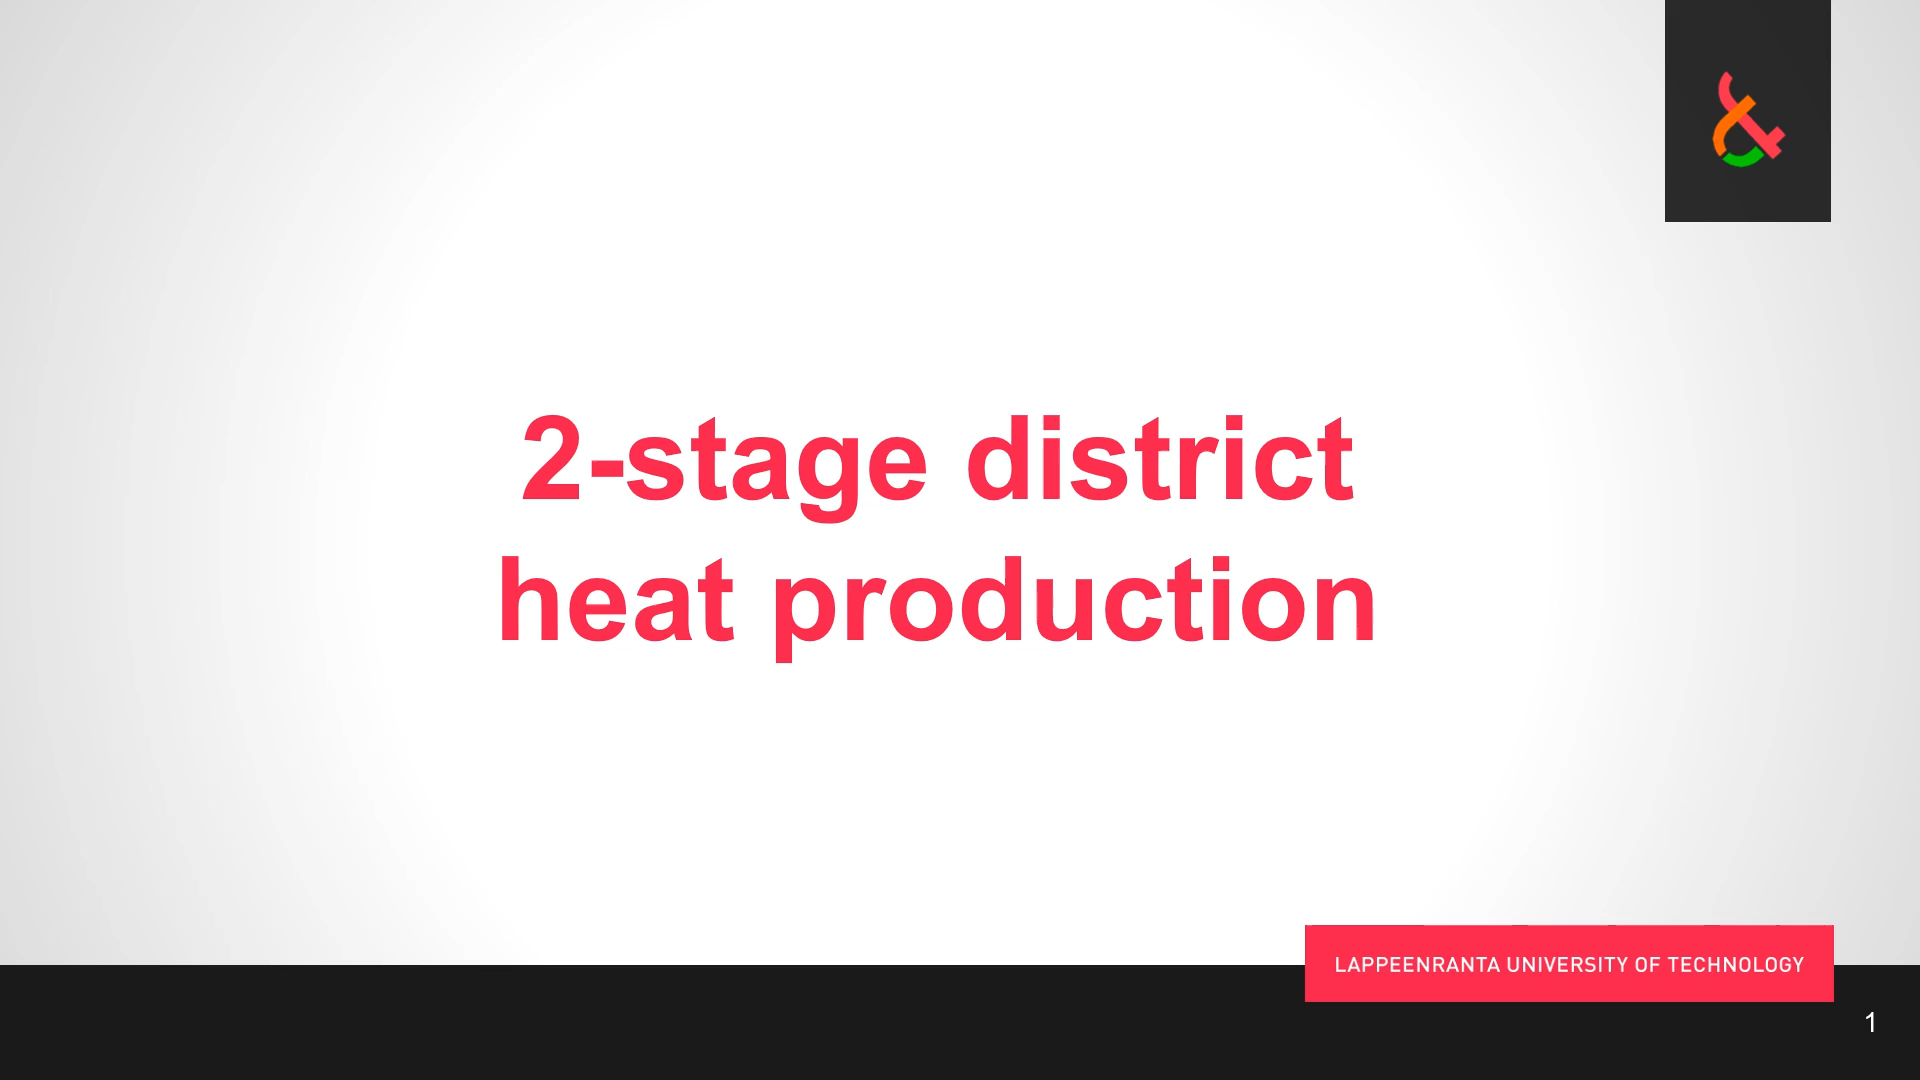 2-stage district
heat production
LAPPEENRANTA UNIVERSITY OF TECHNOLOGY
1